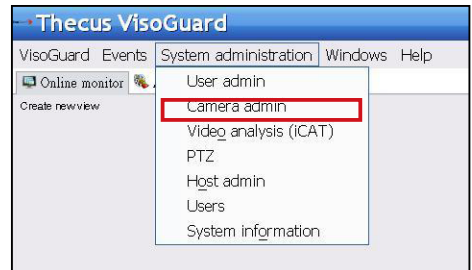 Thecus VisoGuard
VisoGuard Events System administration Windows Help
Online monitor
Create new view
User admin
Camera admin
Video analysis (iCAT)
PTZ
Host admin
Users
System information